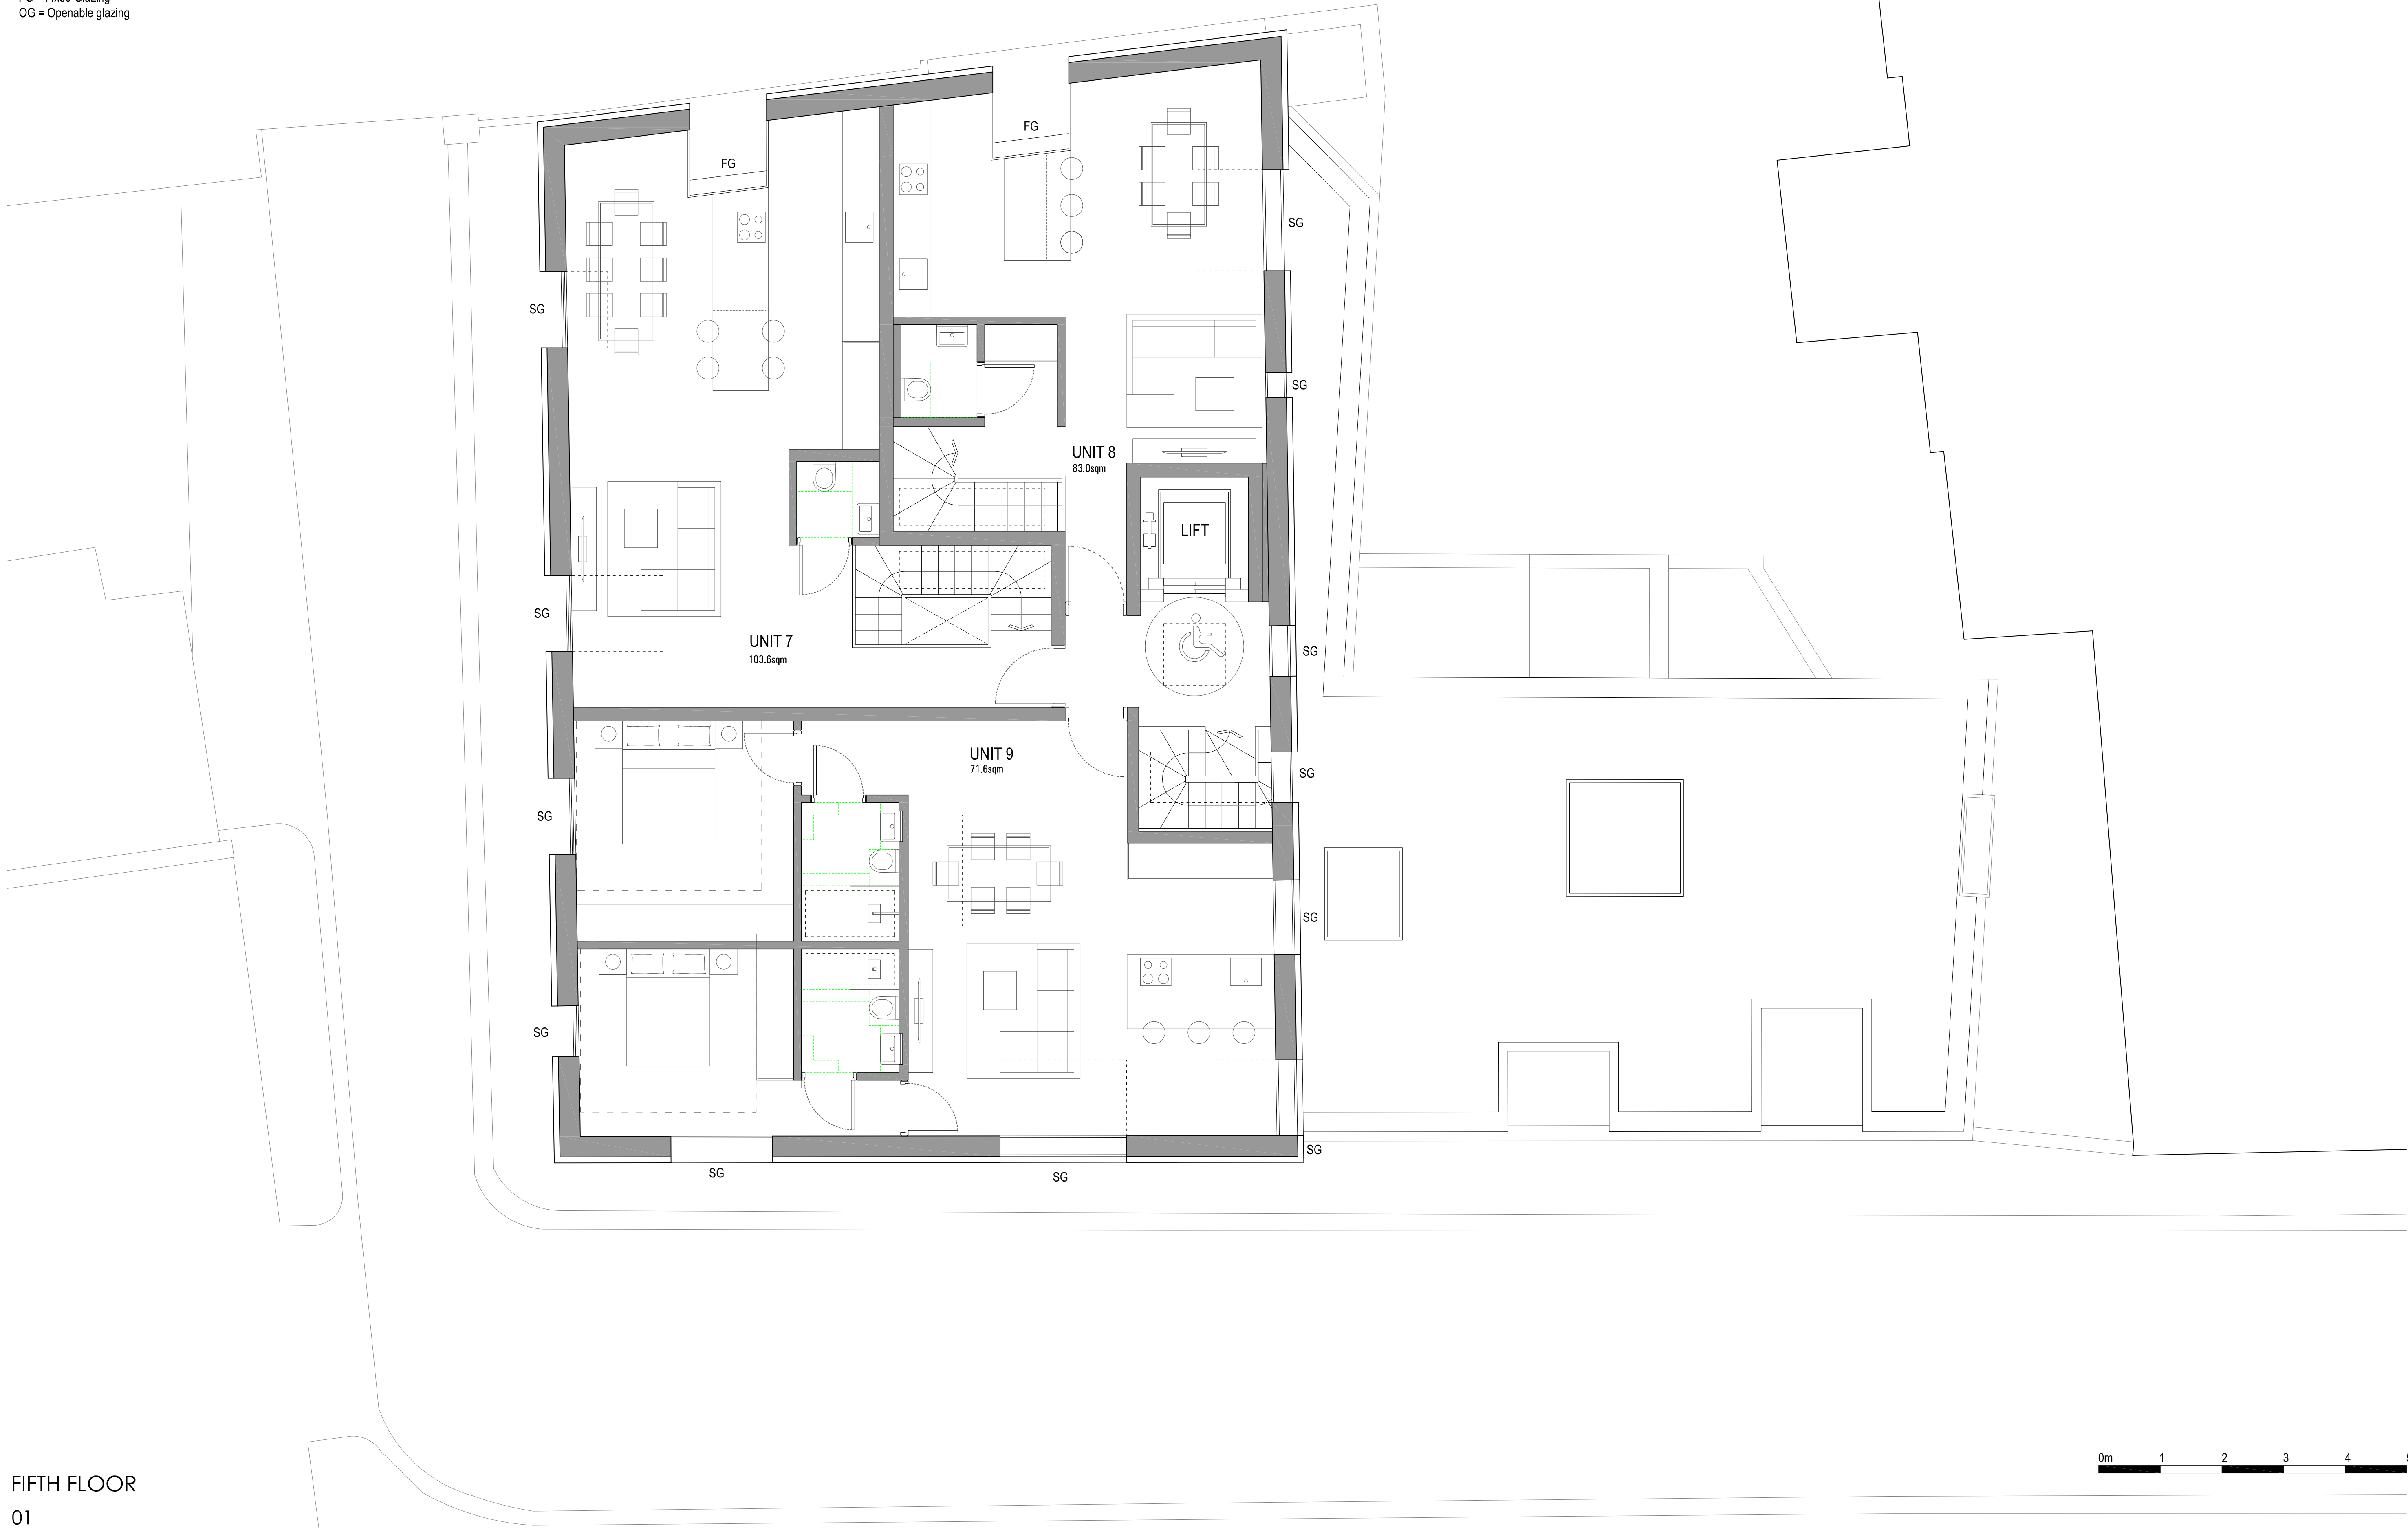 OG = Openable glazing
FG
FG
SG
SG
SG
UNIT 8
83.0sqm
LIFT
SG
UNIT 7
103.6sqm
SG
UNIT 9
71.6sqm
SG
SG
SG
SG
SG
SG
SG
0m 1 2 3 4
FIFTH FLOOR
01